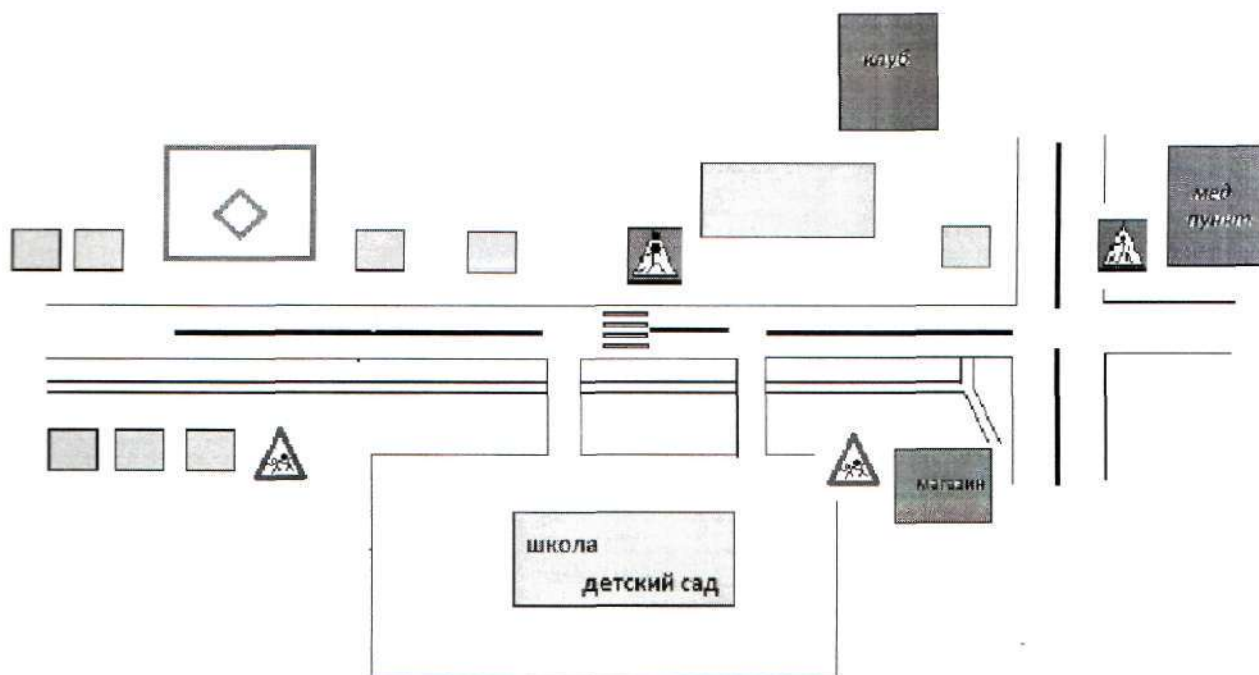 клуб
мед
пункт
магазин
школа
детский сад